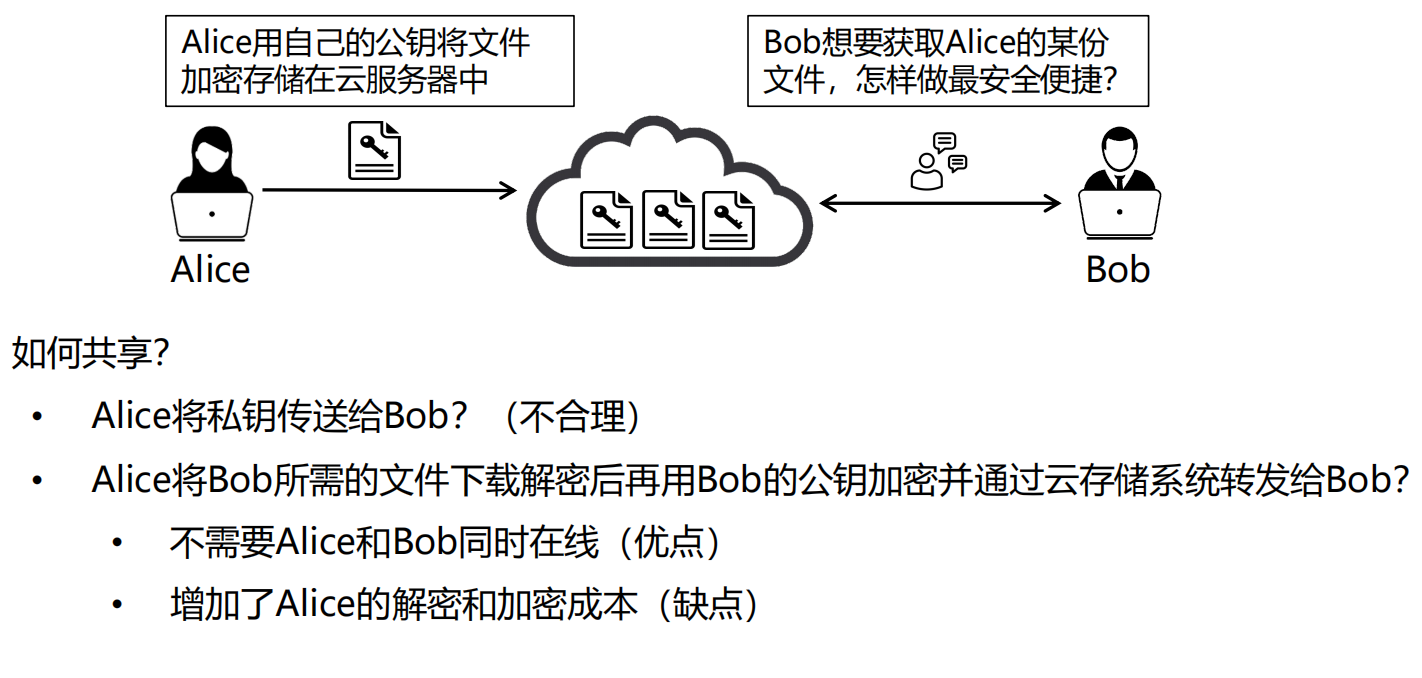 Alice用自己的公钥将文件
加密存储在云服务器中
Bob想要获取Alice的某份
文件，怎样做最安全便捷？
Alice
Bob
如何共享？
• Alice将私钥传送给Bob？（不合理）
• Alice将Bob所需的文件下载解密后再用Bob的公钥加密并通过云存储系统转发给Bob？
• 不需要Alice和Bob同时在线（优点）
• 增加了Alice的解密和加密成本（缺点）